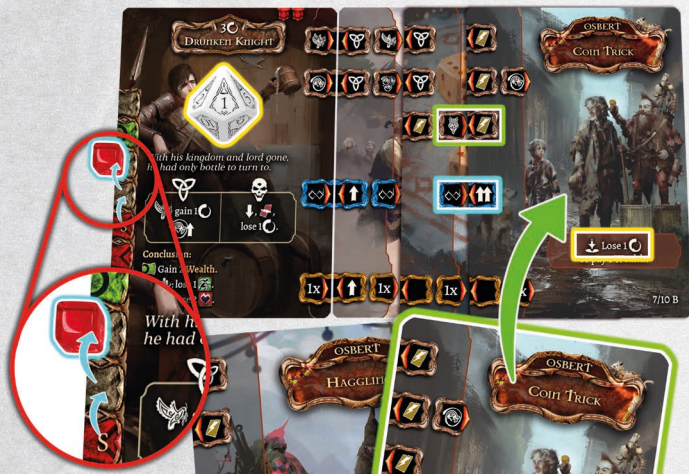 3
DRUNKEN KNIGHT
1
With his kingdom and lord gone,
he had only bottle to turn to.
gain 1
lose 1
Conclusion:
Gain 2 Wealth.
lose 1
S
OSBERT
COIN TRICK
Lose 1
7/10 B
1x
1x
1x
S
With h
he had
OSBERT
HAGGLIN
OSBERT
COIN TRICK